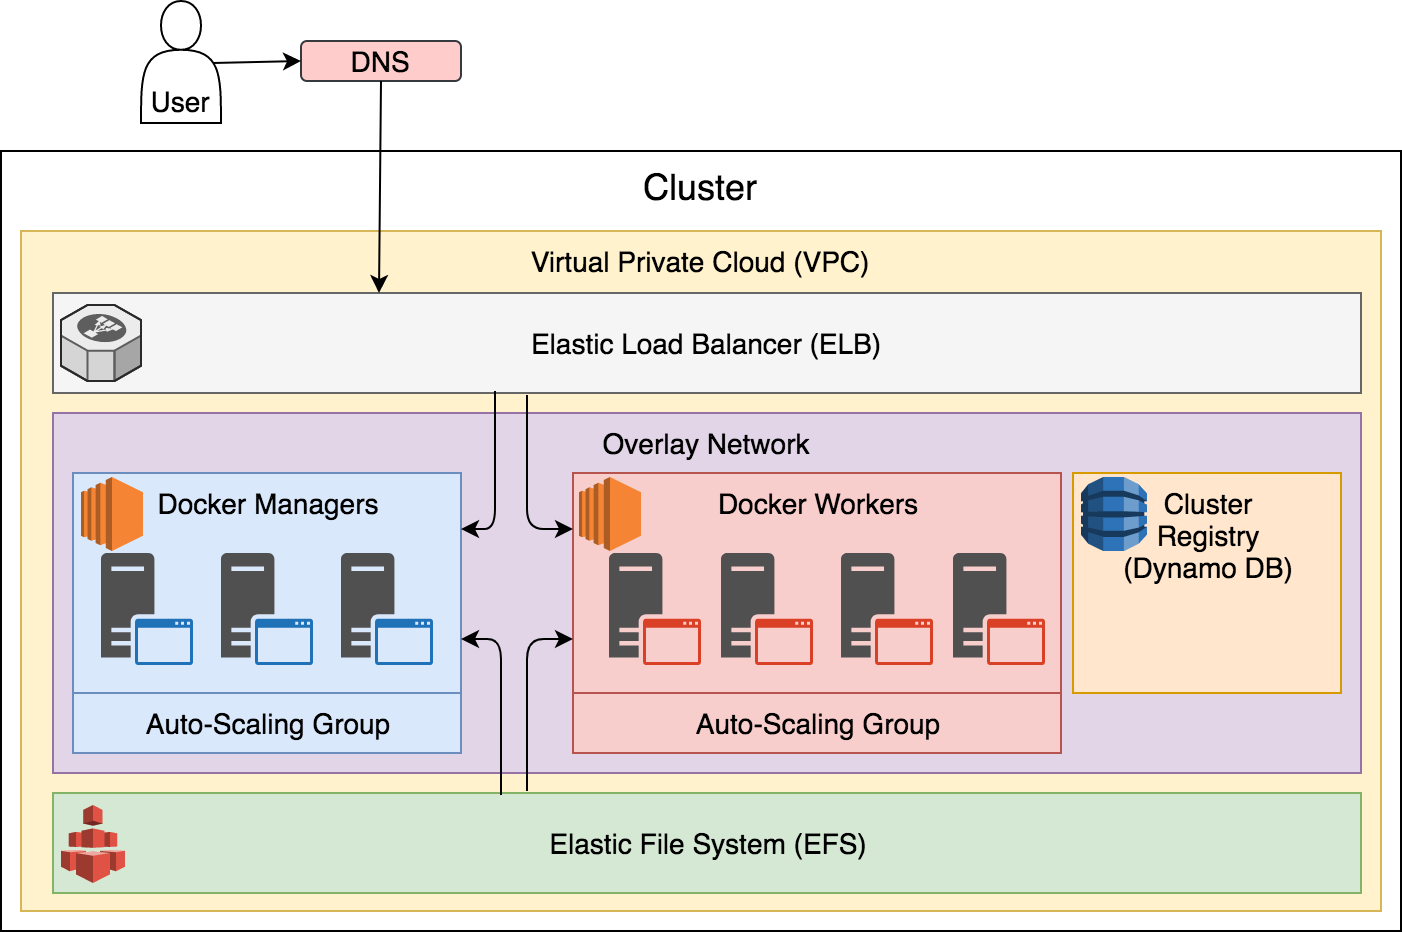 User
DNS
Cluster
Virtual Private Cloud (VPC)
Elastic Load Balancer (ELB)
Overlay Network
Docker Managers
Auto-Scaling Group
Docker Workers
Auto-Scaling Group
Cluster
Registry
(Dynamo DB)
Elastic File System (EFS)